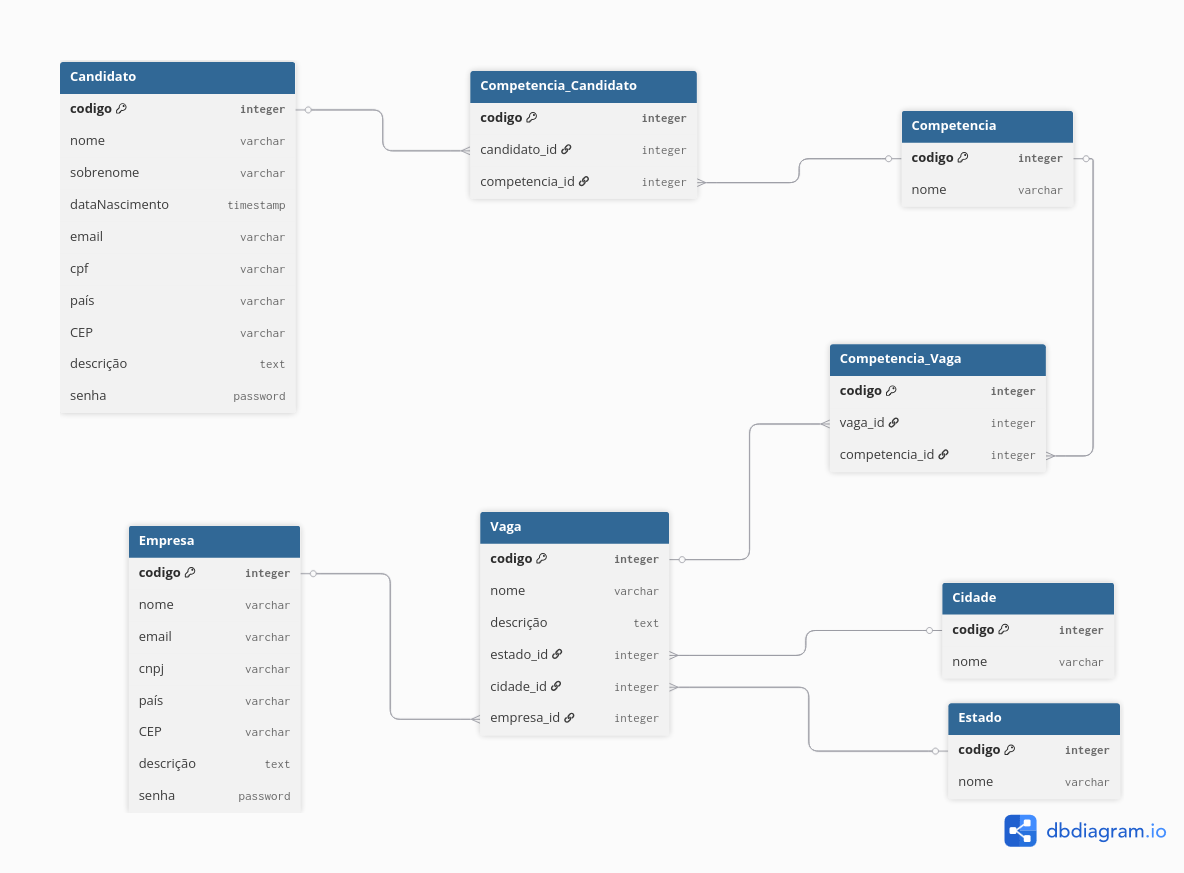 Candidato
codigo integer
nome varchar
sobrenome varchar
dataNascimento timestamp
email varchar
cpf varchar
país varchar
CEP varchar
descrição text
senha password
Competencia_Candidato
codigo integer
candidato_id integer
competencia_id integer
Competencia
codigo integer
nome varchar
Competencia_Vaga
codigo integer
vaga_id integer
competencia_id integer
Empresa
codigo integer
nome varchar
email varchar
cnpj varchar
país varchar
CEP varchar
descrição text
senha password
Vaga
codigo integer
nome varchar
descrição text
estado_id integer
cidade_id integer
empresa_id integer
Cidade
codigo integer
nome varchar
Estado
codigo integer
nome varchar
dbdiagram.io